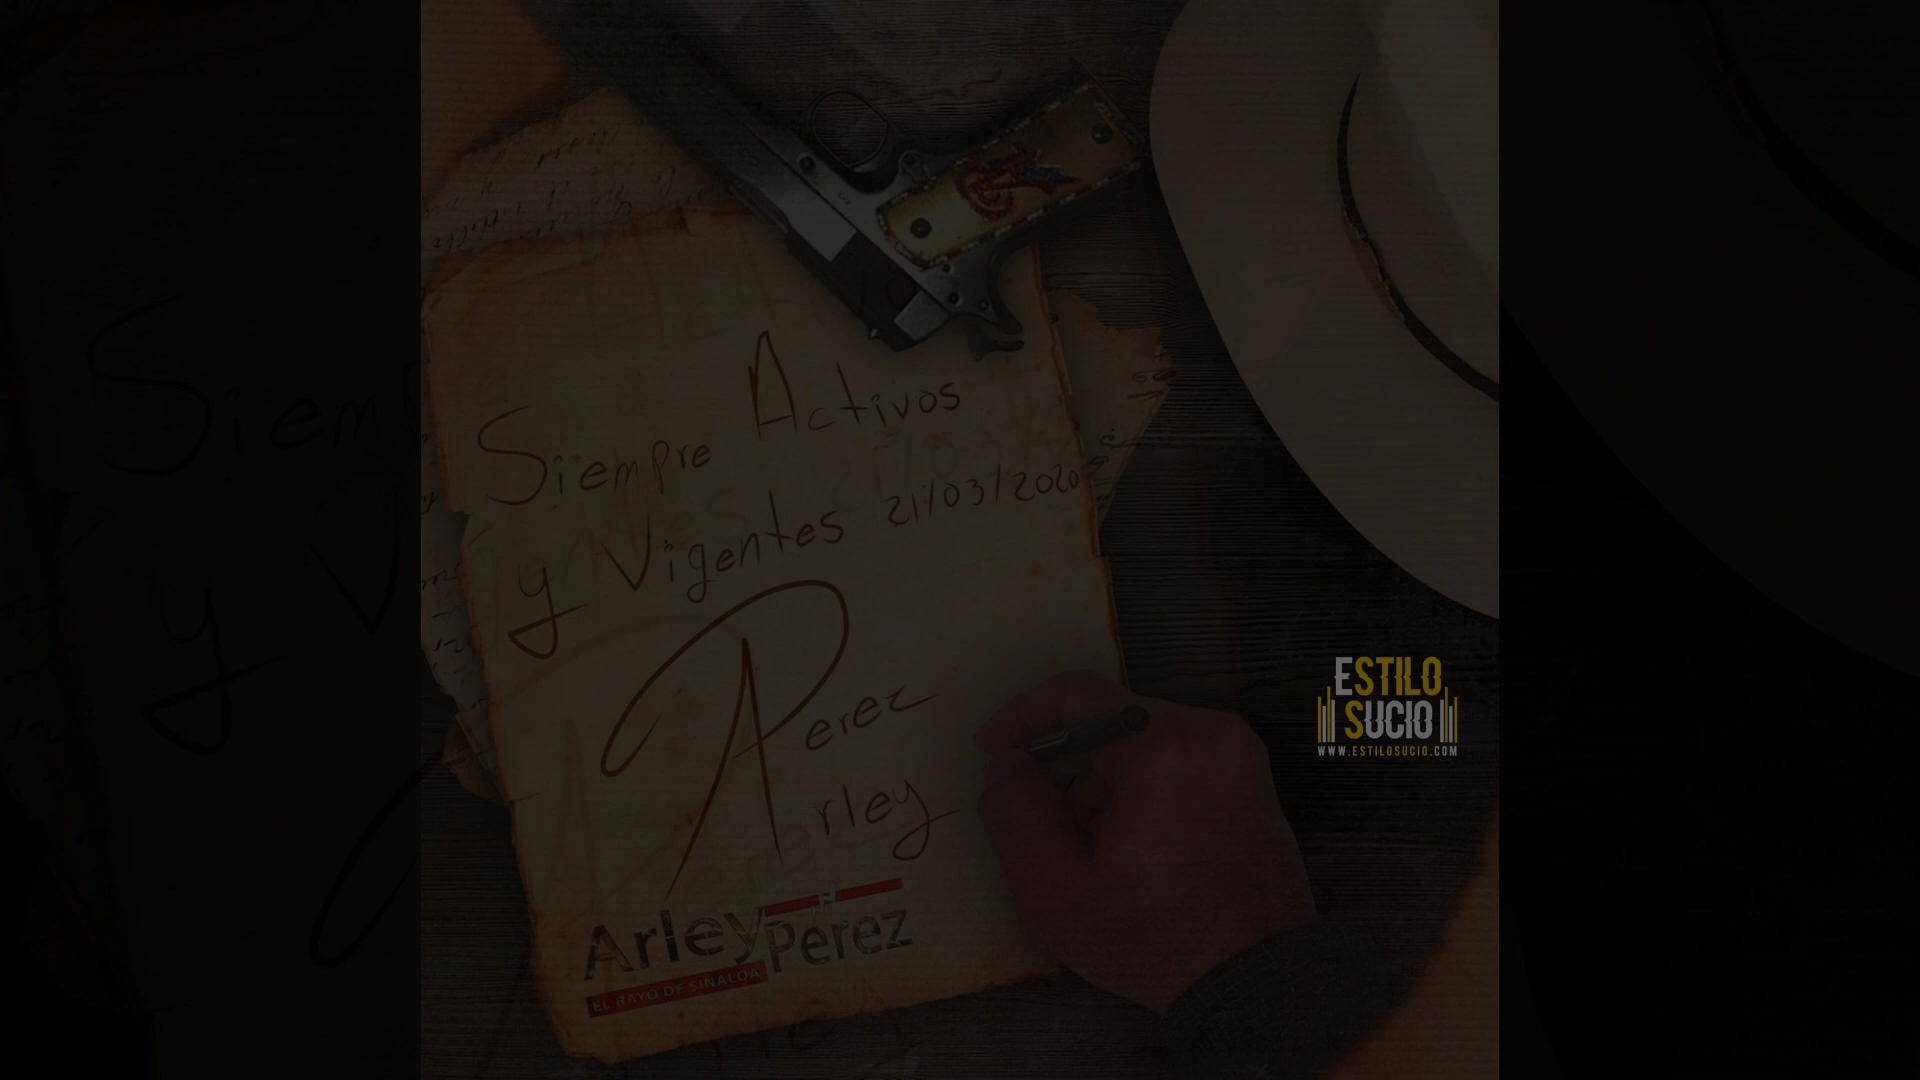 Siempre Activos
y Vigentes 21/03/2020
Perez
Arley
Arley Perez
EL RAYO DE SINALOA
ESTILO
SUCIO
WWW.ESTILOSUCIO.COM